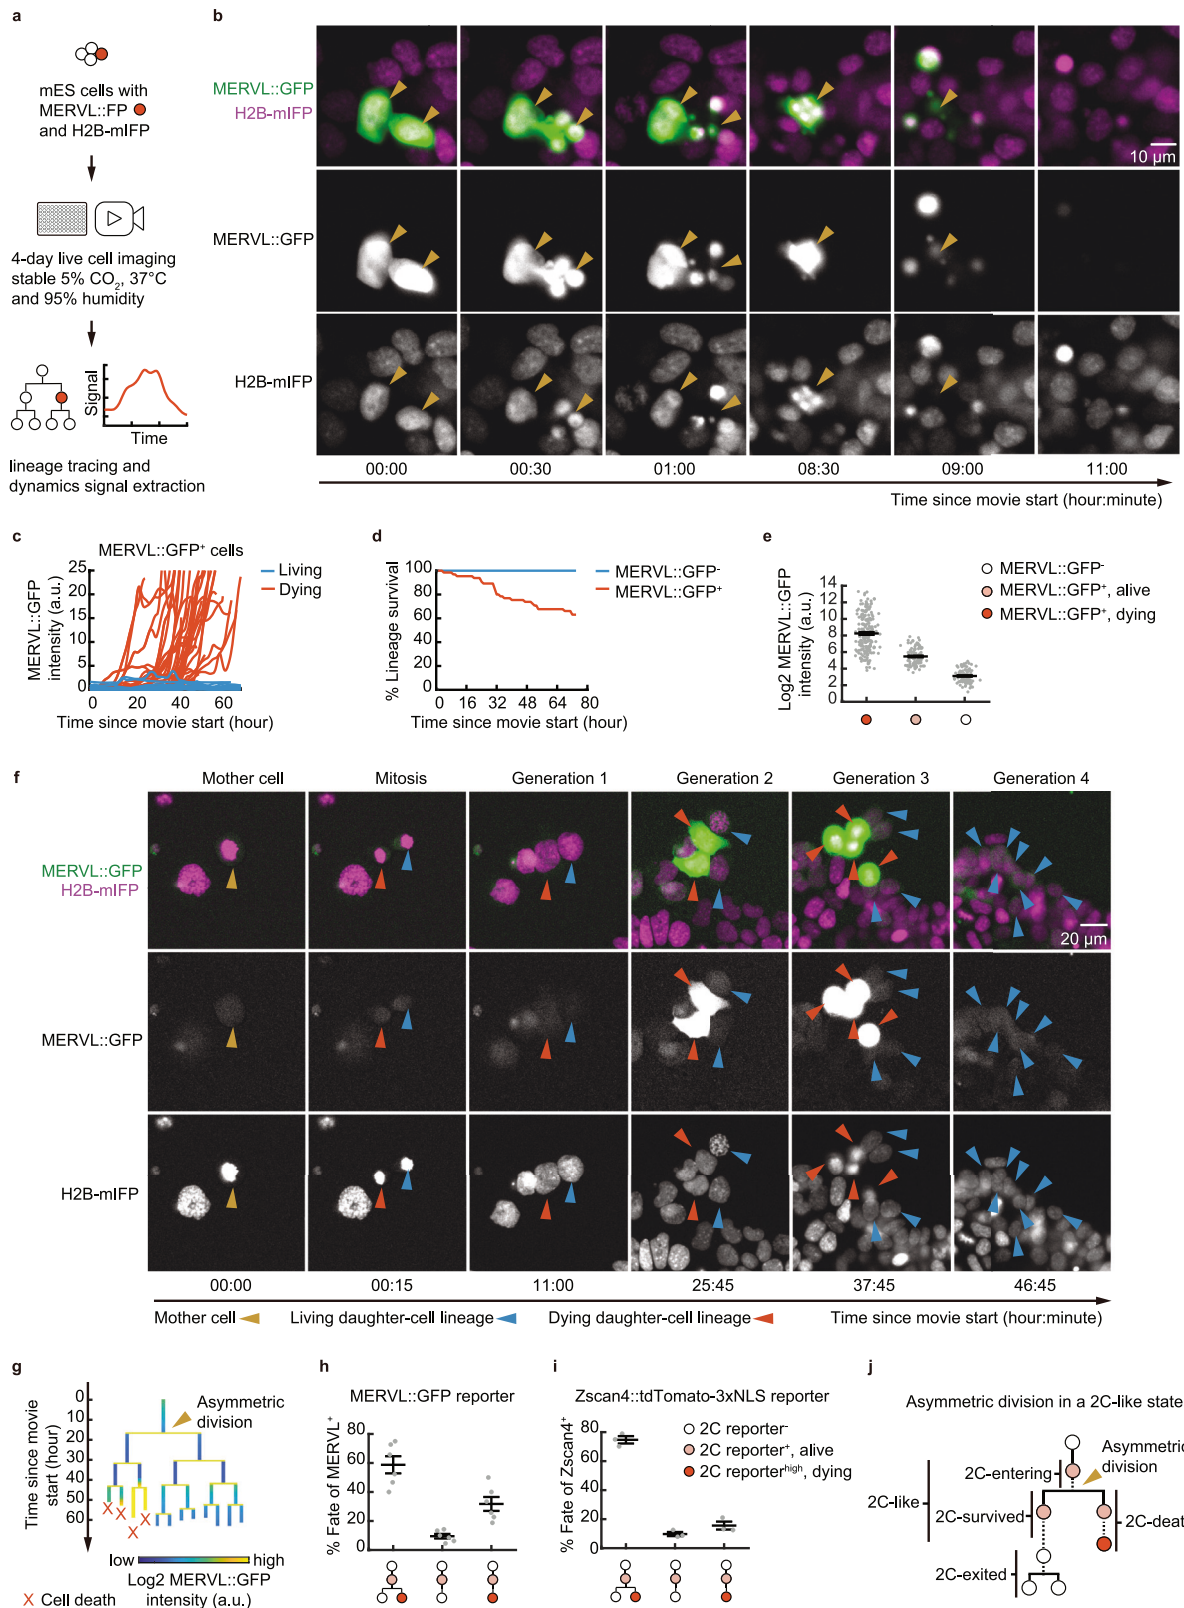 a
mES cells with
MERVL::FP
and H2B-mIFP
4-day live cell imaging
stable 5% CO2, 37°C
and 95% humidity
Signal
Time
lineage tracing and
dynamics signal extraction
b
MERVL::GFP
H2B-mIFP
10 µm
MERVL::GFP
H2B-mIFP
00:00 00:30 01:00 08:30 09:00 11:00
Time since movie start (hour:minute)
c
MERVL::GFP+ cells
Living
Dying
MERVL::GFP
intensity (a.u.)
25
20
15
10
5
0
0 20 40 60
Time since movie start (hour)
d
MERVL::GFP-
MERVL::GFP+
% Lineage survival
100
80
60
40
20
0
0 16 32 48 64 80
Time since movie start (hour)
e
MERVL::GFP-
MERVL::GFP+, alive
MERVL::GFP+, dying
Log2 MERVL::GFP
intensity (a.u.)
14
12
10
8
6
4
2
0
f
Mother cell Mitosis Generation 1 Generation 2 Generation 3 Generation 4
MERVL::GFP
H2B-mIFP
20 µm
MERVL::GFP
H2B-mIFP
00:00 00:15 11:00 25:45 37:45 46:45
Mother cell Living daughter-cell lineage Dying daughter-cell lineage Time since movie start (hour:minute)
g
Time since movie
start (hour)
0
10
20
30
40
50
60
Asymmetric
division
X X X X
low high
Log2 MERVL::GFP
intensity (a.u.)
X Cell death
h
MERVL::GFP reporter
% Fate of MERVL+
80
60
40
20
0
i
Zscan4::tdTomato-3xNLS reporter
% Fate of Zscan4+
80
60
40
20
0
2C reporter-
2C reporter+, alive
2C reporterhigh, dying
j
Asymmetric division in a 2C-like state
Asymmetric
division
2C-entering
2C-like
2C-survived
2C-death
2C-exited